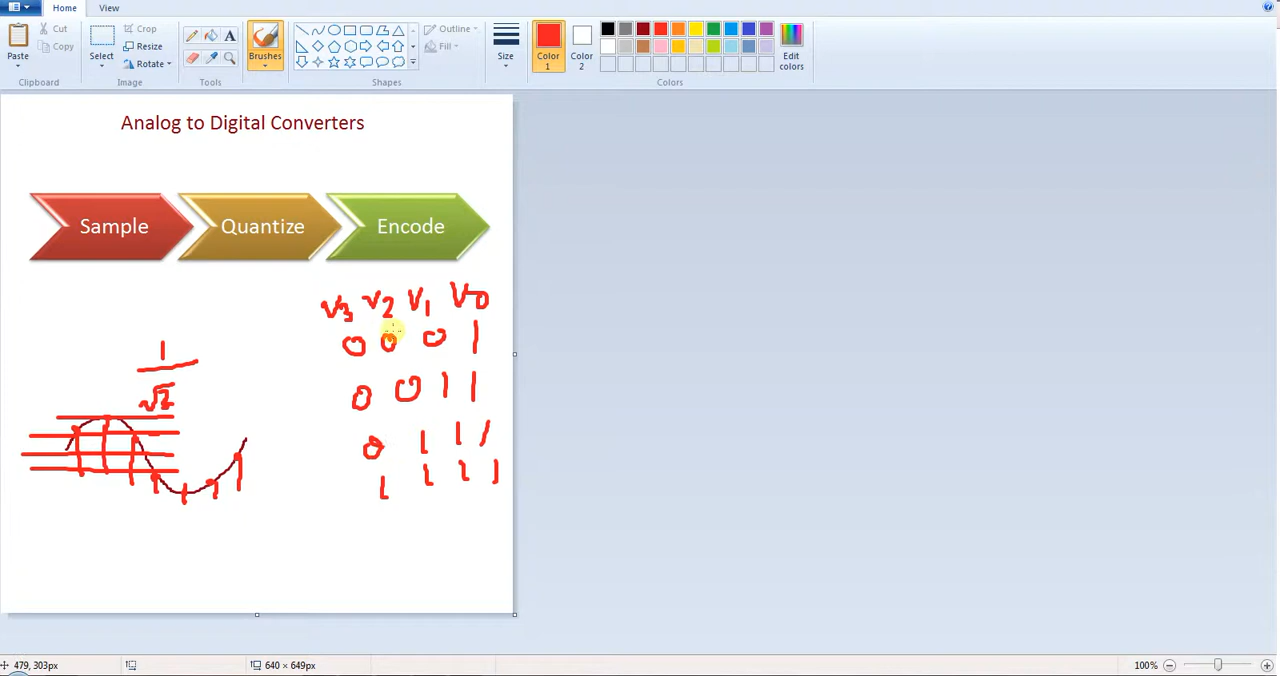 Home View
Paste
Cut
Copy
Clipboard
Select
Crop
Resize
Rotate
Image
A
Tools
Brushes
Outline
Fill
Shapes
Size
Color
1
Color
2
Edit
colors
Colors
Analog to Digital Converters
Sample Quantize Encode
V3 V2 V1 V0
0 0 0 1
0 0 1 1
0 1 1 1
1 1 1 1
1
√2
479, 303px
640 × 649px
100%